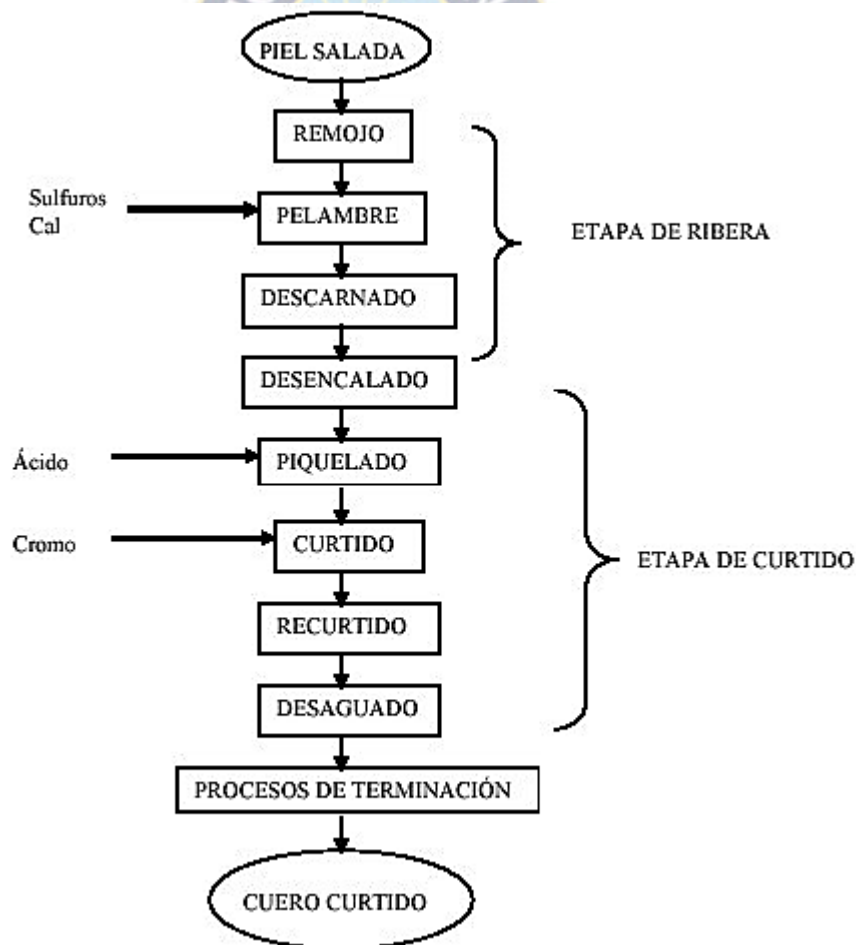 PIEL SALADA
REMOJO
Sulfuros
Cal
PELAMBRE
ETAPA DE RIBERA
DESCARNADO
DESENCALADO
Ácido
PIQUELADO
Cromo
CURTIDO
ETAPA DE CURTIDO
RECURTIDO
DESAGUADO
PROCESOS DE TERMINACIÓN
CUERO CURTIDO